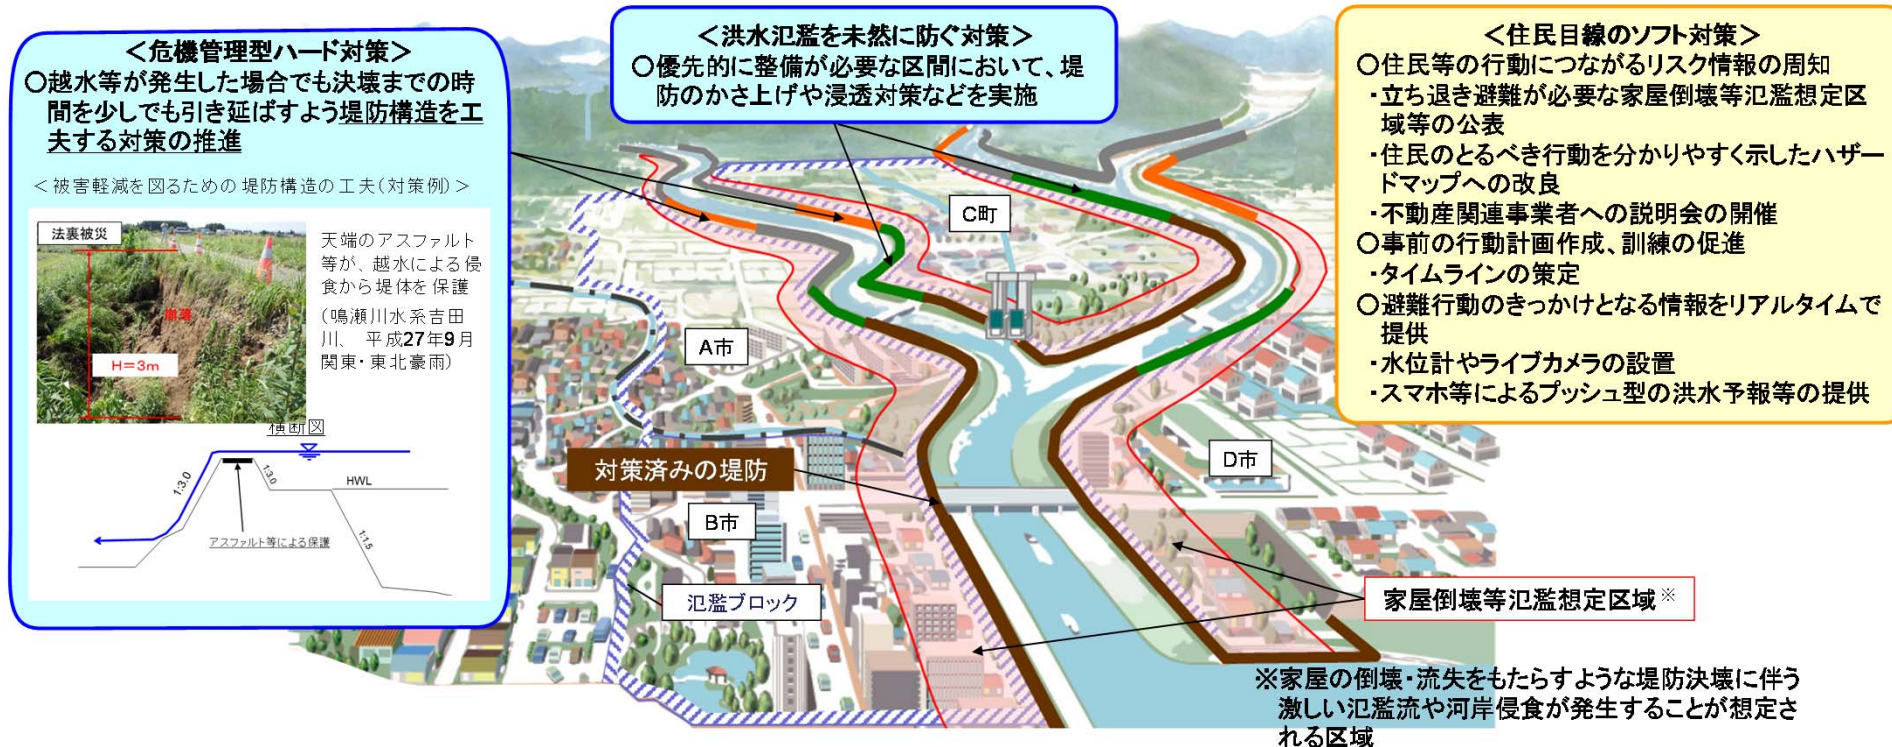 <危機管理型ハード対策>
○越水等が発生した場合でも決壊までの時
間を少しでも引き延ばすよう堤防構造を工
夫する対策の推進
<被害軽減を図るための堤防構造の工夫(対策例)>
法裏被災
崩落
H=3m
天端のアスファルト
等が、越水による侵
食から堤体を保護
(鳴瀬川水系吉田
川、平成27年9月
関東・東北豪雨)
横断図
1:3.0
1:3.0
HWL
1:1.5
アスファルト等による保護
<洪水氾濫を未然に防ぐ対策>
○優先的に整備が必要な区間において、堤
防のかさ上げや浸透対策などを実施
<住民目線のソフト対策>
○住民等の行動につながるリスク情報の周知
・立ち退き避難が必要な家屋倒壊等氾濫想定区
域等の公表
・住民のとるべき行動を分かりやすく示したハザー
ドマップへの改良
・不動産関連事業者への説明会の開催
○事前の行動計画作成、訓練の促進
・タイムラインの策定
○避難行動のきっかけとなる情報をリアルタイムで
提供
・水位計やライブカメラの設置
・スマホ等によるプッシュ型の洪水予報等の提供
C町
A市
D市
対策済みの堤防
B市
氾濫ブロック
家屋倒壊等氾濫想定区域※
※家屋の倒壊・流失をもたらすような堤防決壊に伴う
激しい氾濫流や河岸侵食が発生することが想定さ
れる区域